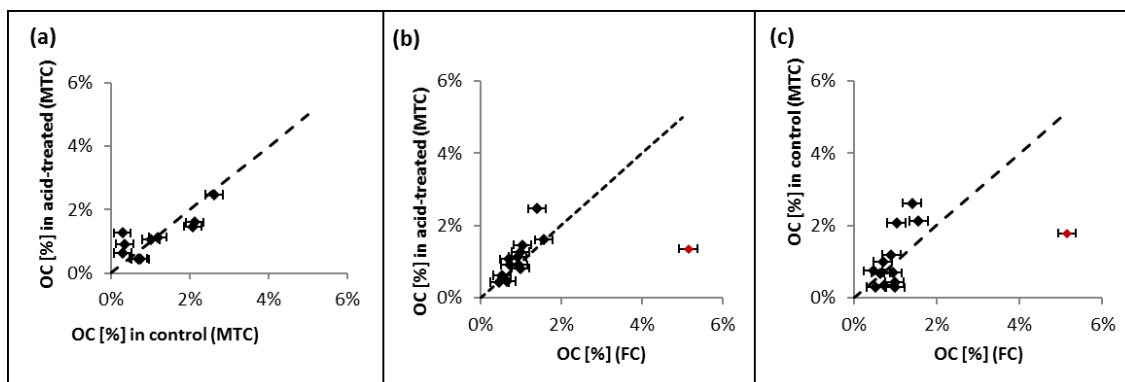 (a)
OC [%] in acid-treated (MTC)
6%
4%
2%
0%
0% 2% 4% 6%
OC [%] in control (MTC)
(b)
OC [%] in acid-treated (MTC)
6%
4%
2%
0%
0% 2% 4% 6%
OC [%] (FC)
(c)
OC [%] in control (MTC)
6%
4%
2%
0%
0% 2% 4% 6%
OC [%] (FC)